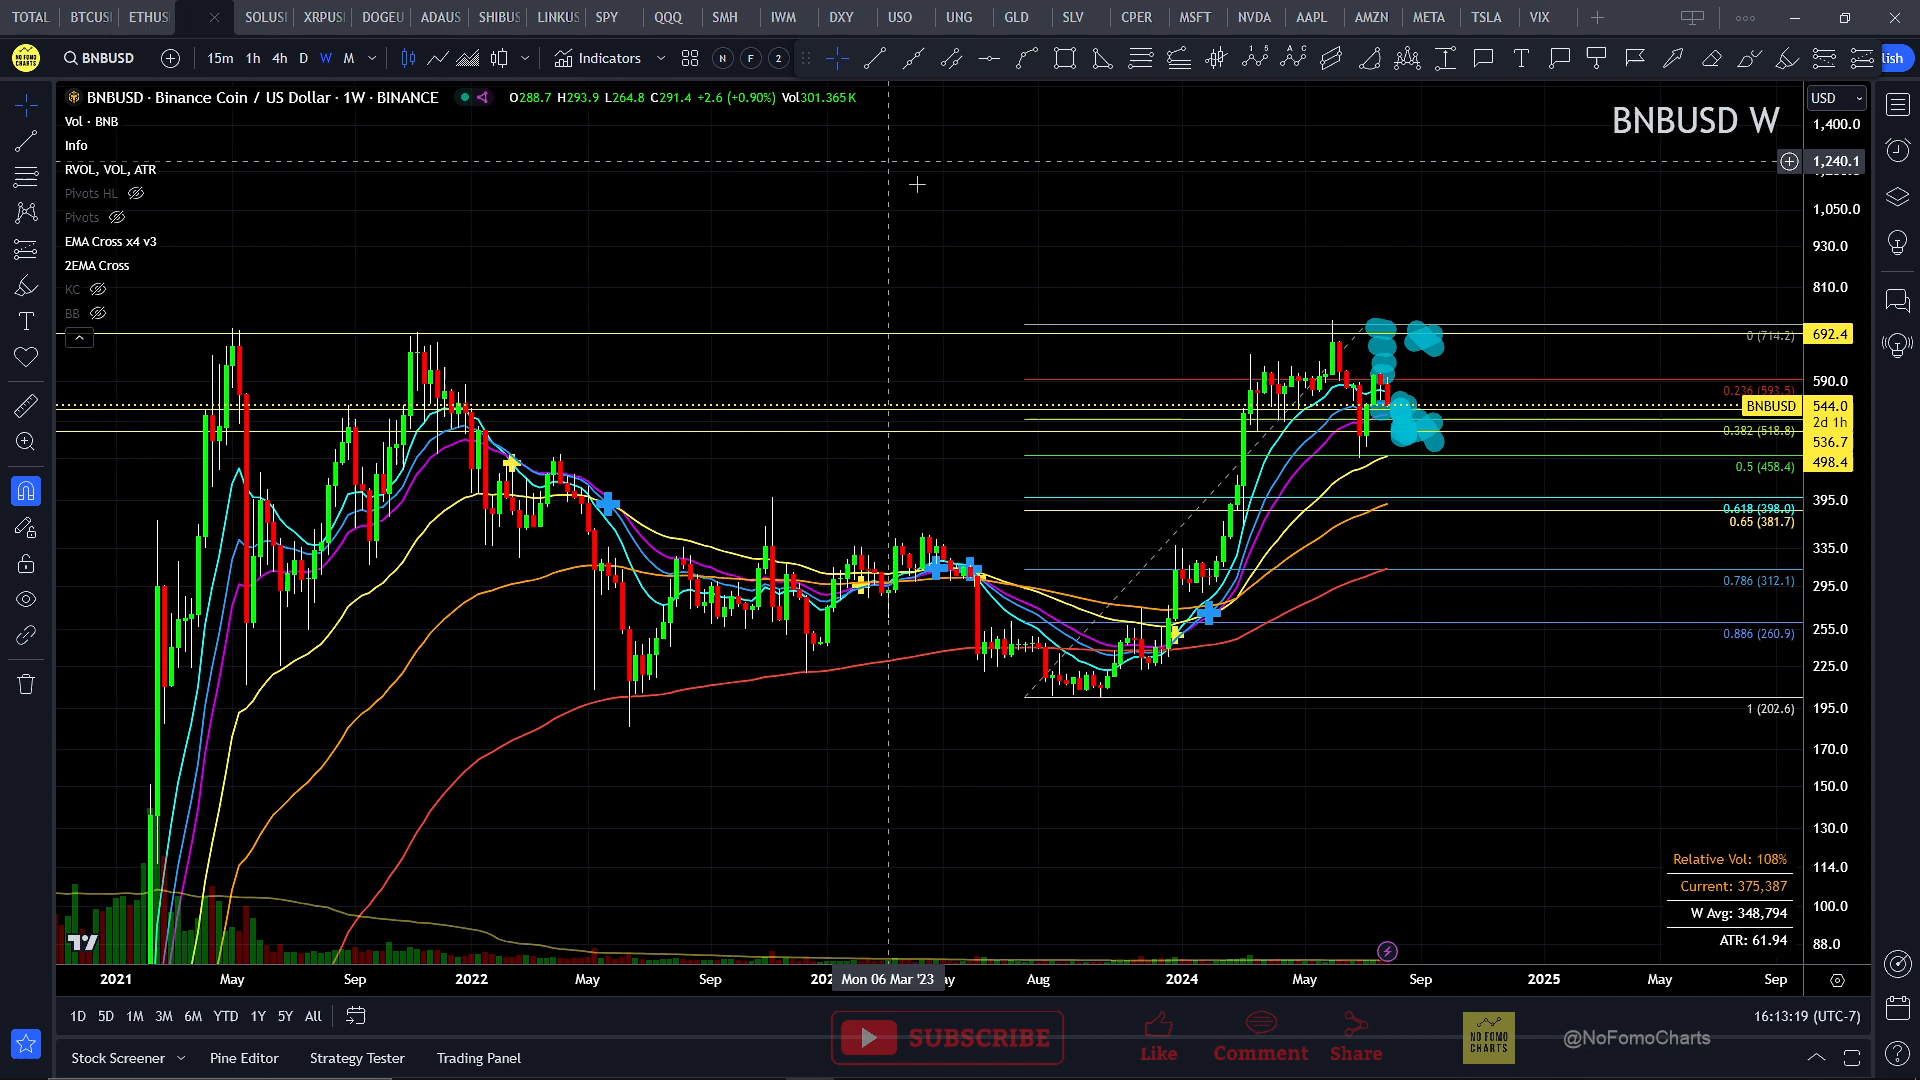 TOTAL BTCUSI ETHUSI SOLUSI XRPUSI DOGEU ADAUS SHIBUS LINKUS SPY QQQ SMH IWM DXY USO UNG GLD SLV CPER MSFT NVDA AAPL AMZN META TSLA VIX
NO FOMO CHARTS BNBUSD 15m 1h 4h D W M Indicators N F 2 lish
BNBUSD · Binance Coin / US Dollar · 1W · BINANCE O288.7 H293.9 L264.8 C291.4 +2.6 (+0.90%) Vol301.365K
USD
BNBUSD W
Vol · BNB
Info
RVOL, VOL, ATR
Pivots HL
Pivots
EMA Cross x4 v3
2EMA Cross
KC
BB
1,400.0
1,240.1
1,050.0
930.0
810.0
692.4
590.0
BNBUSD 544.0
2d 1h
536.7
498.4
395.0
335.0
295.0
255.0
225.0
195.0
170.0
150.0
130.0
114.0
100.0
88.0
0 (714.2)
0.236 (593.5)
0.382 (518.8)
0.5 (458.4)
0.618 (398.0)
0.65 (381.7)
0.786 (312.1)
0.886 (260.9)
1 (202.6)
Relative Vol: 108%
Current: 375,387
W Avg: 348,794
ATR: 61.94
2021 May Sep 2022 May Sep 202 Mon 06 Mar '23 ay Aug 2024 May Sep 2025 May Sep
1D 5D 1M 3M 6M YTD 1Y 5Y All 16:13:19 (UTC-7)
SUBSCRIBE Like Comment Share NO FOMO CHARTS @NoFomoCharts
Stock Screener Pine Editor Strategy Tester Trading Panel